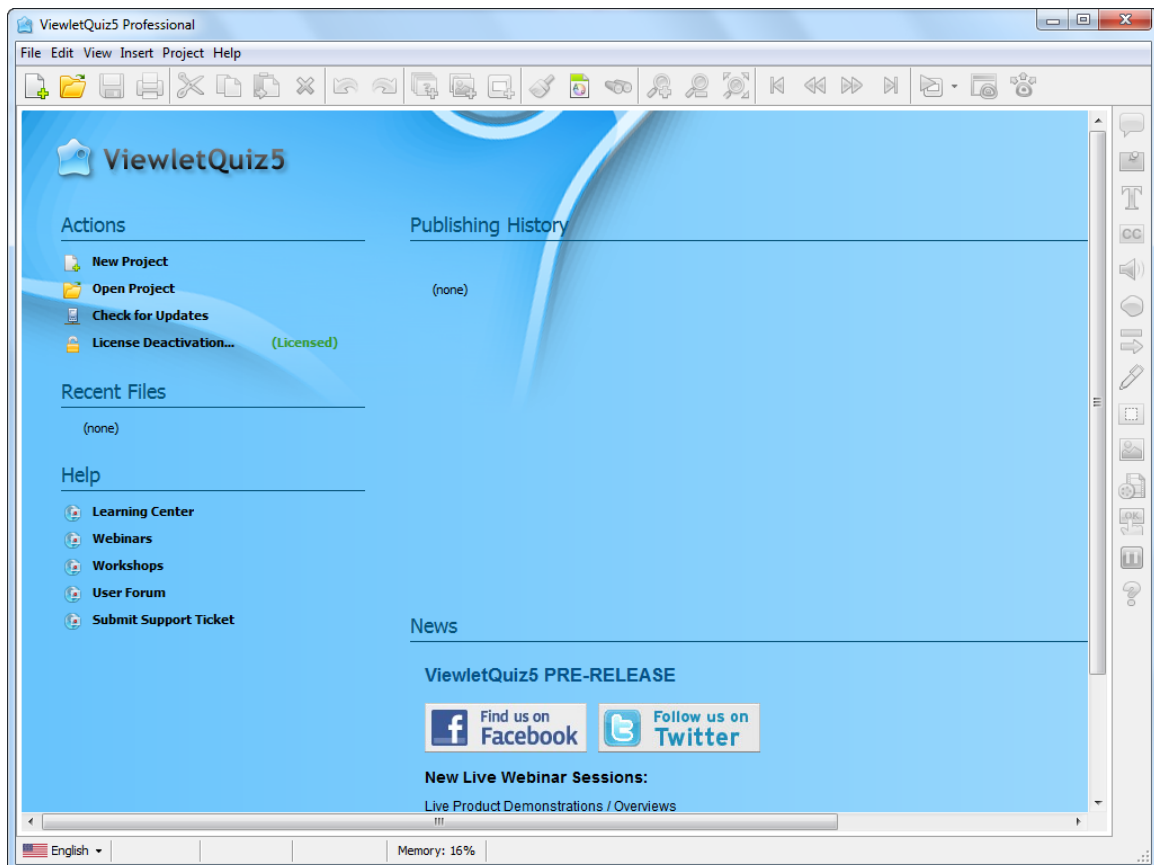 ViewletQuiz5 Professional
File Edit View Insert Project Help
ViewletQuiz5
Actions
New Project
Open Project
Check for Updates
License Deactivation... (Licensed)
Recent Files
(none)
Help
Learning Center
Webinars
Workshops
User Forum
Submit Support Ticket
Publishing History
(none)
News
ViewletQuiz5 PRE-RELEASE
Find us on
Facebook
Follow us on
Twitter
New Live Webinar Sessions:
Live Product Demonstrations / Overviews
CC
OK
English
Memory: 16%